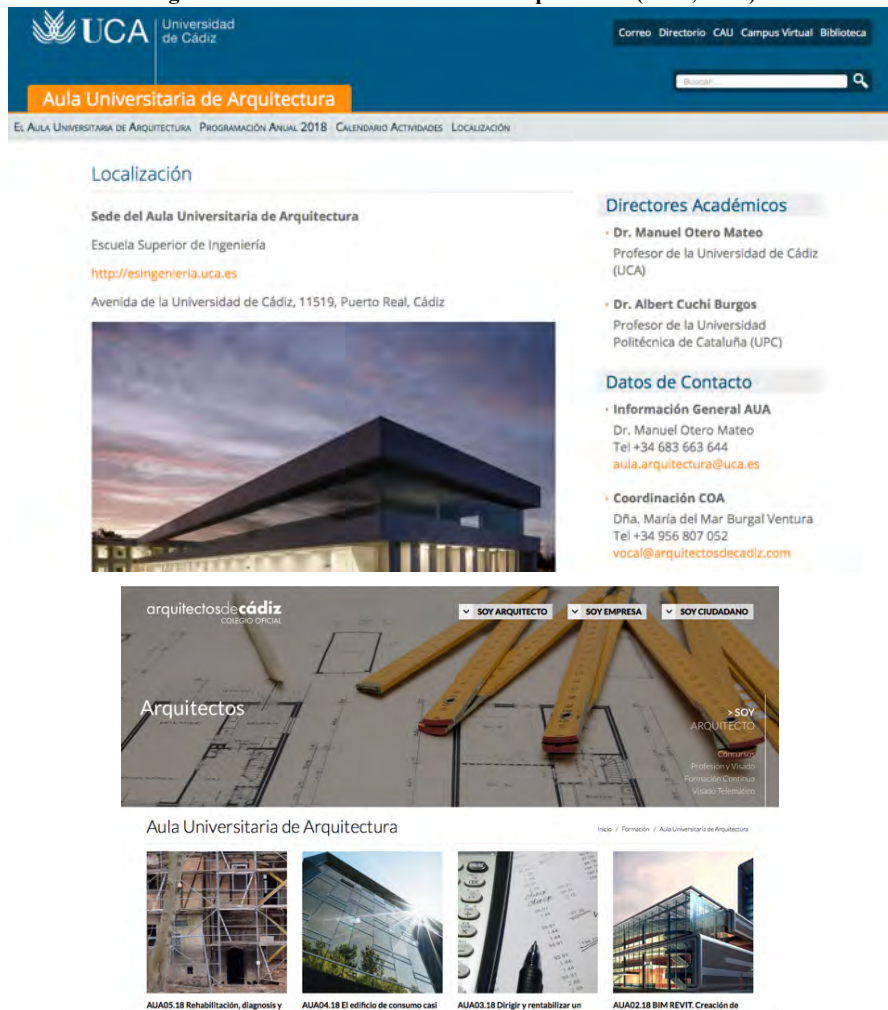 UCA
Universidad
de Cádiz
Correo Directorio CAU Campus Virtual Biblioteca
Buscar...
Aula Universitaria de Arquitectura
EL AULA UNIVERSITARIA DE ARQUITECTURA PROGRAMACIÓN ANUAL 2018 CALENDARIO ACTIVIDADES LOCALIZACIÓN
Localización
Sede del Aula Universitaria de Arquitectura
Escuela Superior de Ingeniería
http://esingenieria.uca.es
Avenida de la Universidad de Cádiz, 11519, Puerto Real, Cádiz
Directores Académicos
Dr. Manuel Otero Mateo
Profesor de la Universidad de Cádiz
(UCA)
Dr. Albert Cuchi Burgos
Profesor de la Universidad
Politécnica de Cataluña (UPC)
Datos de Contacto
Información General AUA
Dr. Manuel Otero Mateo
Tel +34 683 663 644
aula.arquitectura@uca.es
Coordinación COA
Dña. María del Mar Burgal Ventura
Tel +34 956 807 052
vocal@arquitectosdecadiz.com
arquitectosdecádiz
COLEGIO OFICIAL
SOY ARQUITECTO SOY EMPRESA SOY CIUDADANO
Arquitectos
> SOY
ARQUITECTO
Concursos
Profesión y Visado
Formación Continua
Visado Telemático
Aula Universitaria de Arquitectura
Inicio / Formación / Aula Universitaria de Arquitectura
AUA05.18 Rehabilitación, diagnosis y
AUA04.18 El edificio de consumo casi
AUA03.18 Dirigir y rentabilizar un
AUA02.18 BIM REVIT. Creación de